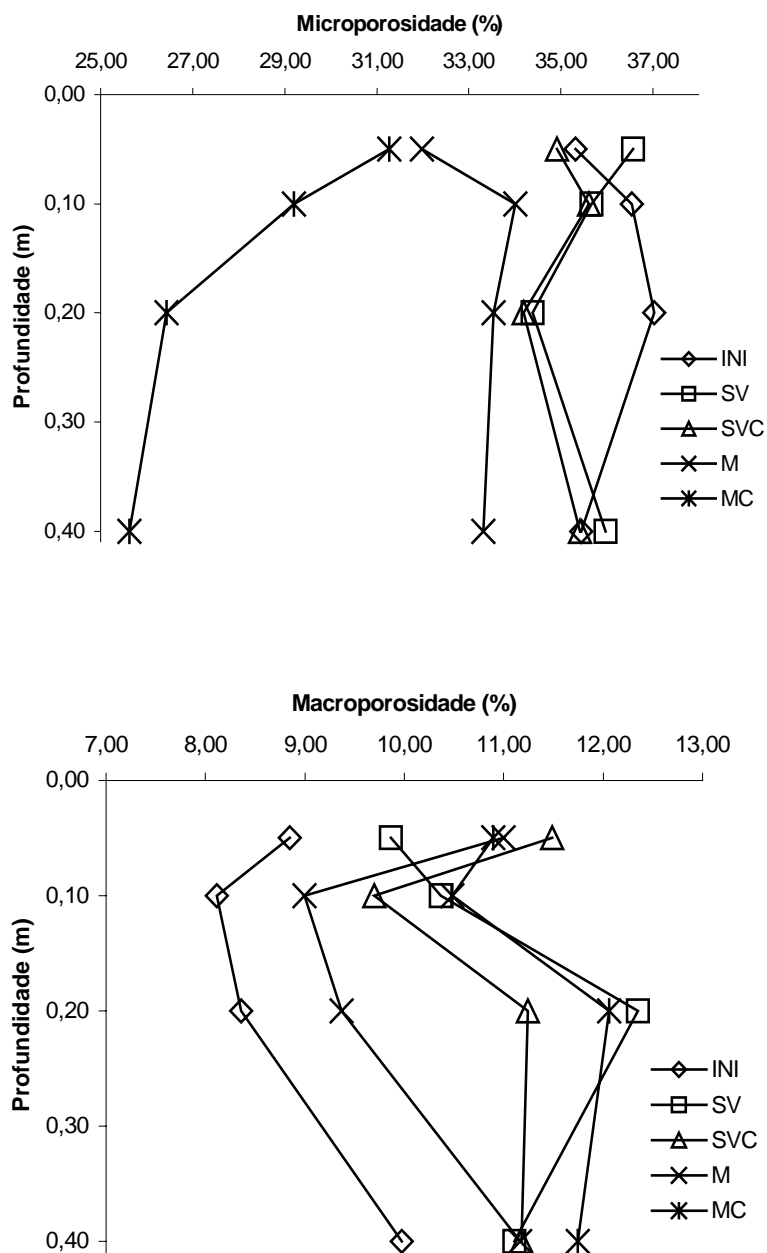 Microporosidade (%)
25,00 27,00 29,00 31,00 33,00 35,00 37,00
0,00
0,10
0,20
0,30
0,40
Profundidade (m)
INI
SV
SVC
M
MC
Macroporosidade (%)
7,00 8,00 9,00 10,00 11,00 12,00 13,00
0,00
0,10
0,20
0,30
0,40
Profundidade (m)
INI
SV
SVC
M
MC